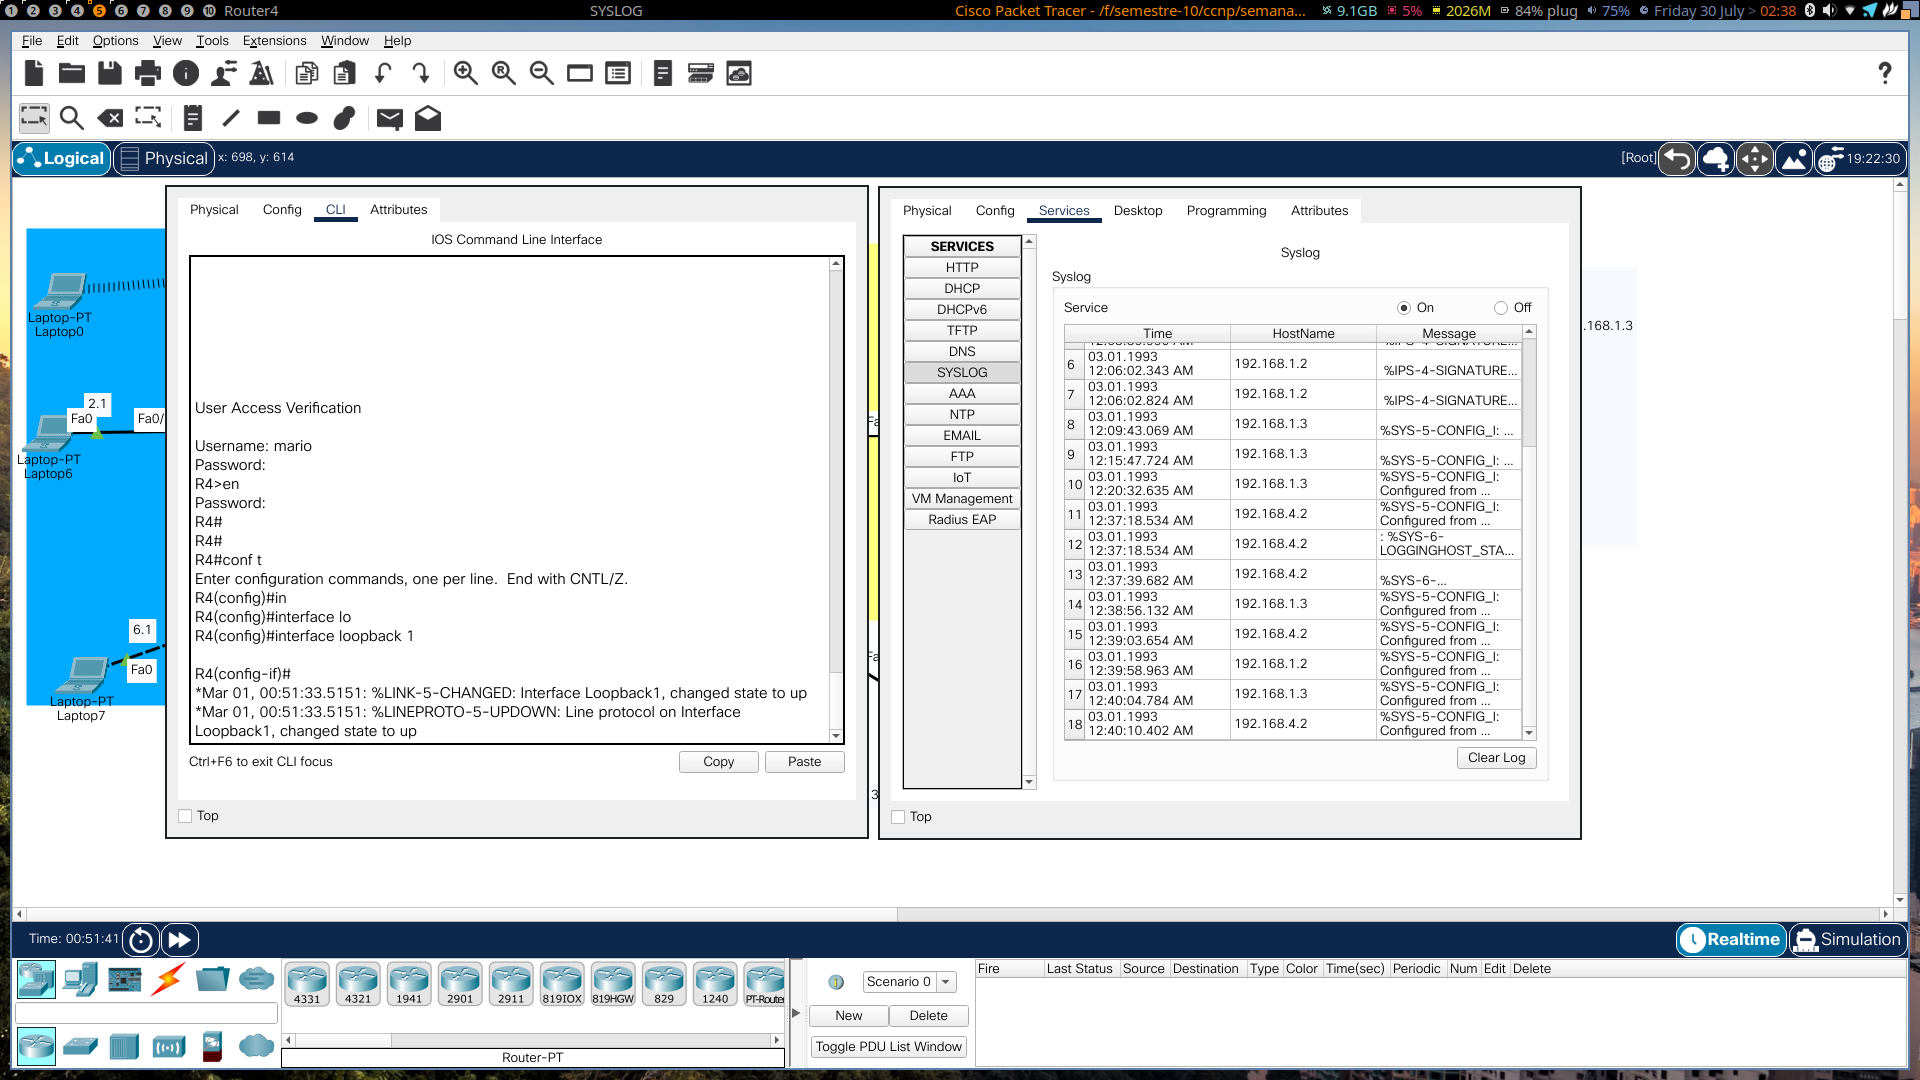 1 2 3 4 5 6 7 8 9 10 Router4 SYSLOG Cisco Packet Tracer - /f/semestre-10/ccnp/semana... 9.1GB 5% 2026M 84% plug 75% Friday 30 July > 02:38
File Edit Options View Tools Extensions Window Help
Logical Physical x: 698, y: 614 [Root] 19:22:30
Physical Config CLI Attributes
IOS Command Line Interface
User Access Verification
Username: mario
Password:
R4>en
Password:
R4#
R4#
R4#conf t
Enter configuration commands, one per line. End with CNTL/Z.
R4(config)#in
R4(config)#interface lo
R4(config)#interface loopback 1
R4(config-if)#
*Mar 01, 00:51:33.5151: %LINK-5-CHANGED: Interface Loopback1, changed state to up
*Mar 01, 00:51:33.5151: %LINEPROTO-5-UPDOWN: Line protocol on Interface
Loopback1, changed state to up
Ctrl+F6 to exit CLI focus
Copy Paste
Top
Physical Config Services Desktop Programming Attributes
SERVICES
HTTP
DHCP
DHCPv6
TFTP
DNS
SYSLOG
AAA
NTP
EMAIL
FTP
IoT
VM Management
Radius EAP
Syslog
Syslog
Service On Off
Time HostName Message
6 03.01.1993 12:06:02.343 AM 192.168.1.2 %IPS-4-SIGNATURE...
7 03.01.1993 12:06:02.824 AM 192.168.1.2 %IPS-4-SIGNATURE...
8 03.01.1993 12:09:43.069 AM 192.168.1.3 %SYS-5-CONFIG_I: ...
9 03.01.1993 12:15:47.724 AM 192.168.1.3 %SYS-5-CONFIG_I: ...
10 03.01.1993 12:20:32.635 AM 192.168.1.3 %SYS-5-CONFIG_I: Configured from ...
11 03.01.1993 12:37:18.534 AM 192.168.4.2 %SYS-5-CONFIG_I: Configured from ...
12 03.01.1993 12:37:18.534 AM 192.168.4.2 : %SYS-6-LOGGINGHOST_STA...
13 03.01.1993 12:37:39.682 AM 192.168.4.2 %SYS-6-...
14 03.01.1993 12:38:56.132 AM 192.168.1.3 %SYS-5-CONFIG_I: Configured from ...
15 03.01.1993 12:39:03.654 AM 192.168.4.2 %SYS-5-CONFIG_I: Configured from ...
16 03.01.1993 12:39:58.963 AM 192.168.1.2 %SYS-5-CONFIG_I: Configured from ...
17 03.01.1993 12:40:04.784 AM 192.168.1.3 %SYS-5-CONFIG_I: Configured from ...
18 03.01.1993 12:40:10.402 AM 192.168.4.2 %SYS-5-CONFIG_I: Configured from ...
Clear Log
Top
.168.1.3
Laptop-PT
Laptop0
2.1
Fa0 Fa0/
Laptop-PT
Laptop6
6.1
Fa0
Laptop-PT
Laptop7
Time: 00:51:41
Realtime Simulation
4331 4321 1941 2901 2911 819IOX 819HGW 829 1240 PT-Router
Router-PT
Scenario 0
New Delete
Toggle PDU List Window
Fire Last Status Source Destination Type Color Time(sec) Periodic Num Edit Delete